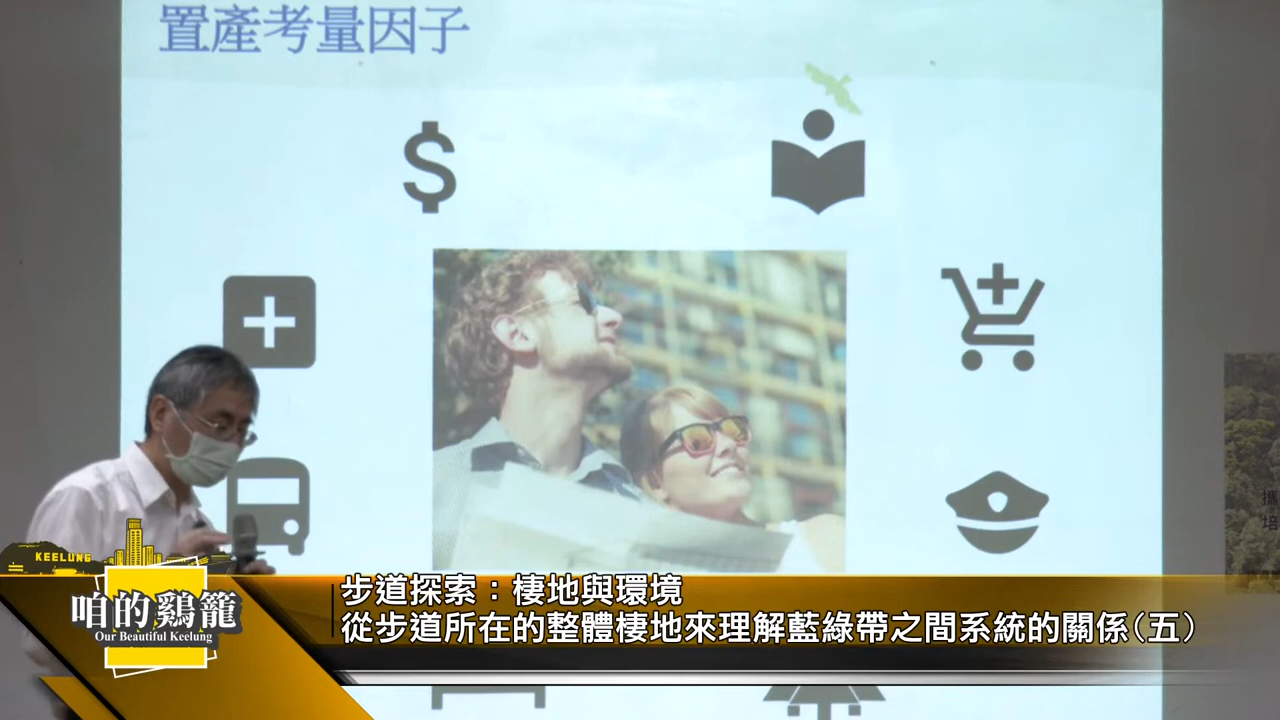 置產考量因子
$
攜
培
KEELUNG
咱的鷄籠
Our Beautiful Keelung
步道探索：棲地與環境
從步道所在的整體棲地來理解藍綠帶之間系統的關係（五）